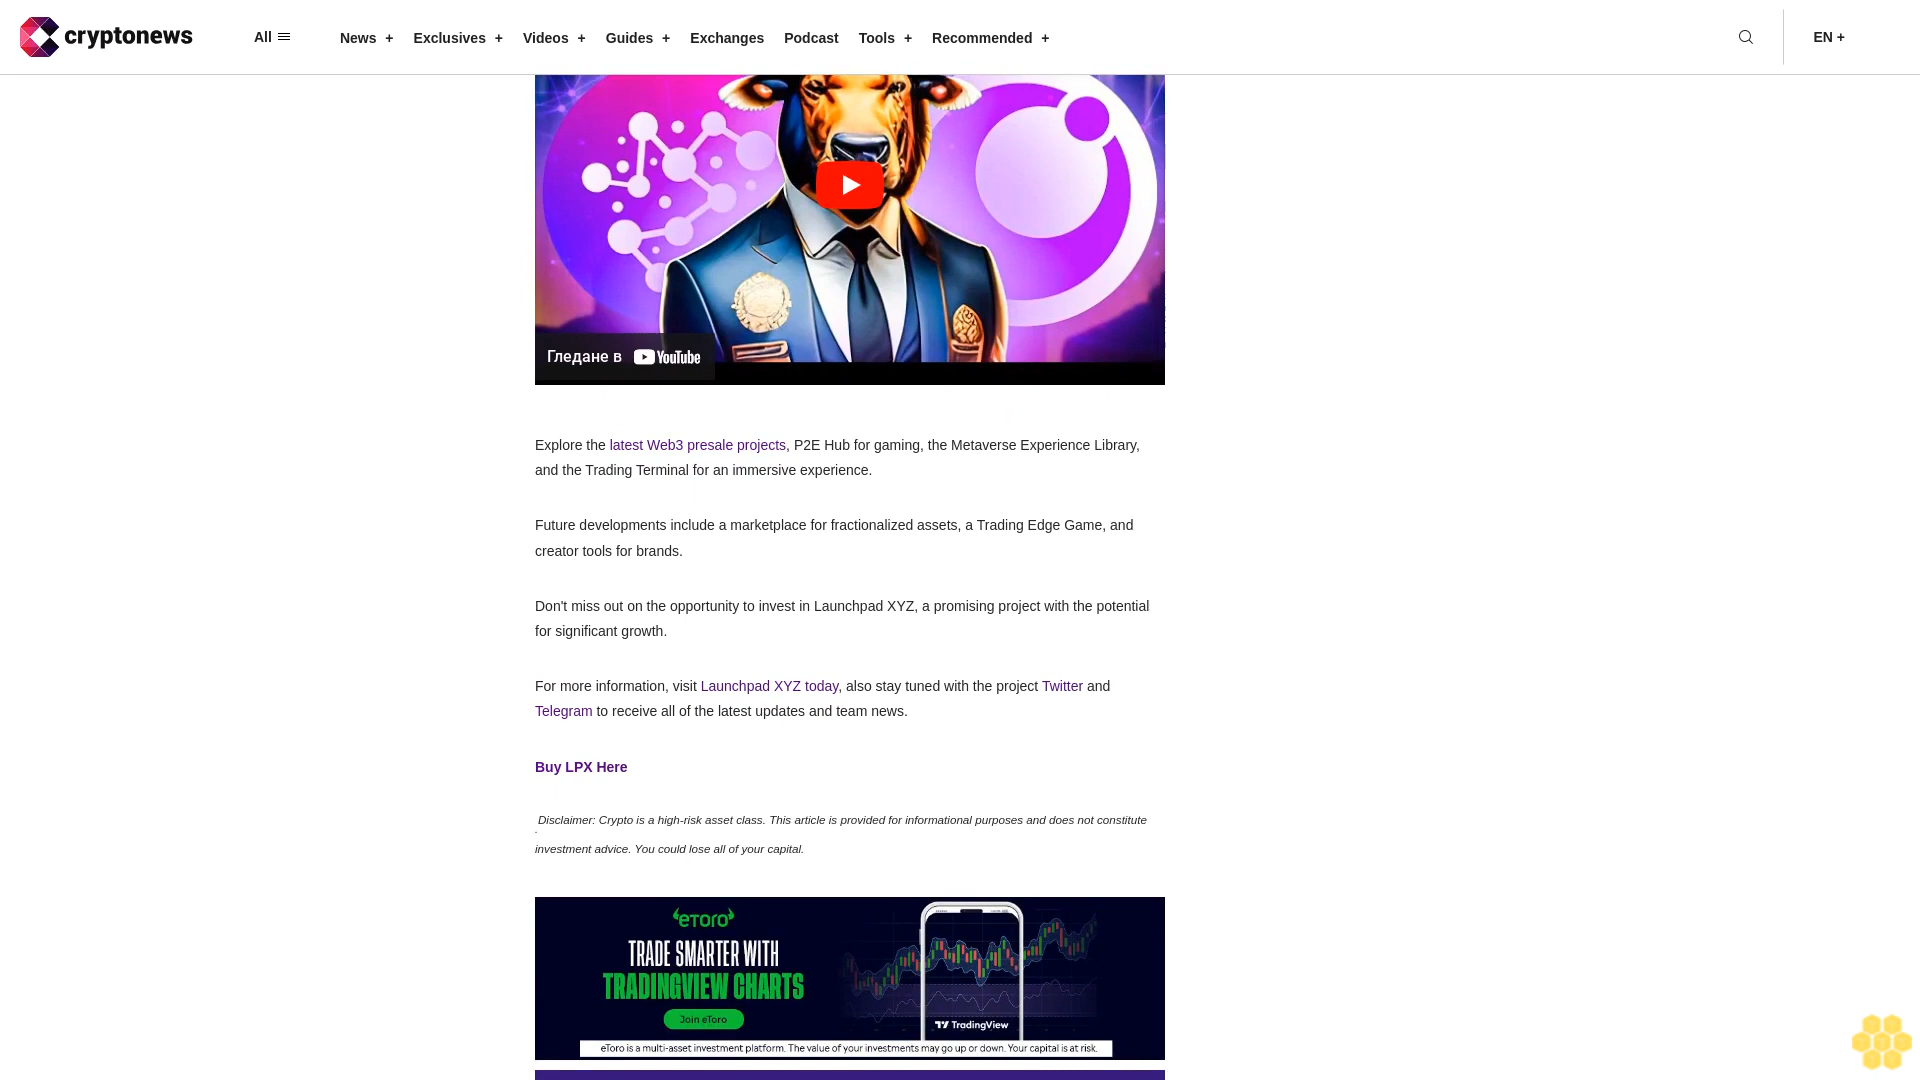 cryptonews
All
News + Exclusives + Videos + Guides + Exchanges Podcast Tools + Recommended +
EN +
Гледане в YouTube
Explore the latest Web3 presale projects, P2E Hub for gaming, the Metaverse Experience Library,
and the Trading Terminal for an immersive experience.
Future developments include a marketplace for fractionalized assets, a Trading Edge Game, and
creator tools for brands.
Don't miss out on the opportunity to invest in Launchpad XYZ, a promising project with the potential
for significant growth.
For more information, visit Launchpad XYZ today, also stay tuned with the project Twitter and
Telegram to receive all of the latest updates and team news.
Buy LPX Here
Disclaimer: Crypto is a high-risk asset class. This article is provided for informational purposes and does not constitute
investment advice. You could lose all of your capital.
eToro
TRADE SMARTER WITH
TRADINGVIEW CHARTS
Join eToro
TradingView
eToro is a multi-asset investment platform. The value of your investments may go up or down. Your capital is at risk.